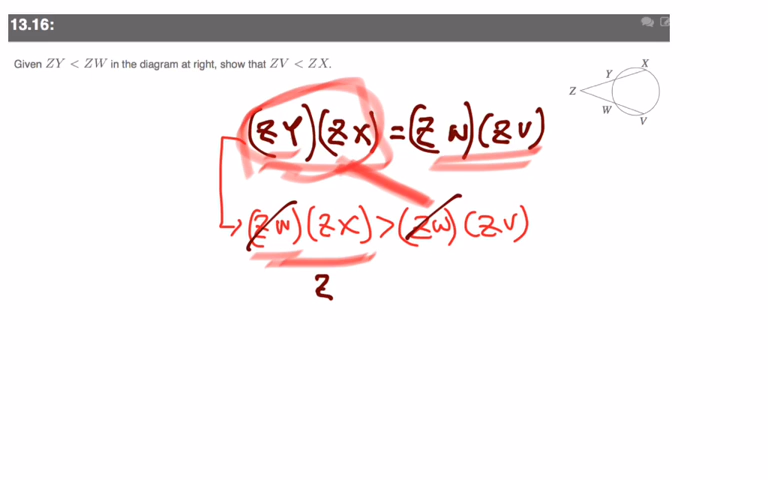 13.16:
Given ZY < ZW in the diagram at right, show that ZV < ZX.
X
Y
Z
W
V
(ZY)(ZX)=(ZW)(ZV)
(ZW)(ZX)>(ZW)(ZV)
Z